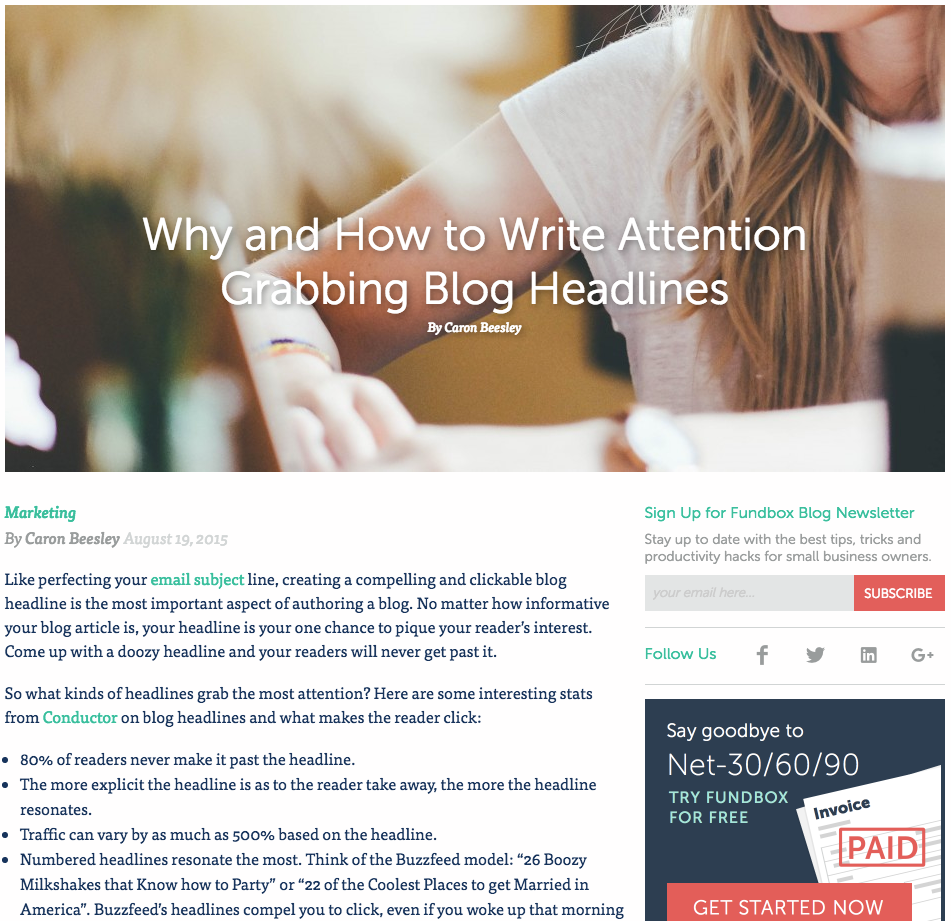 Why and How to Write Attention
Grabbing Blog Headlines
By Caron Beesley
Marketing
By Caron Beesley August 19, 2015
Like perfecting your email subject line, creating a compelling and clickable blog
headline is the most important aspect of authoring a blog. No matter how informative
your blog article is, your headline is your one chance to pique your reader’s interest.
Come up with a doozy headline and your readers will never get past it.
So what kinds of headlines grab the most attention? Here are some interesting stats
from Conductor on blog headlines and what makes the reader click:
• 80% of readers never make it past the headline.
• The more explicit the headline is as to the reader take away, the more the headline
resonates.
• Traffic can vary by as much as 500% based on the headline.
• Numbered headlines resonate the most. Think of the Buzzfeed model: “26 Boozy
Milkshakes that Know how to Party” or “22 of the Coolest Places to get Married in
America”. Buzzfeed’s headlines compel you to click, even if you woke up that morning
Sign Up for Fundbox Blog Newsletter
Stay up to date with the best tips, tricks and
productivity hacks for small business owners.
your email here...
SUBSCRIBE
Follow Us
G+
Say goodbye to
Net-30/60/90
TRY FUNDBOX
FOR FREE
Invoice
PAID
GET STARTED NOW